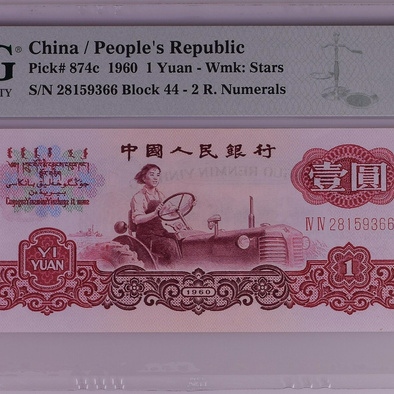 G®
China / People's Republic
Pick# 874c 1960 1 Yuan - Wmk: Stars
S/N 28159366 Block 44 - 2 R. Numerals
TY
中國人民銀行
壹圓
IV IV 28159366
YI
YUAN
1960
1